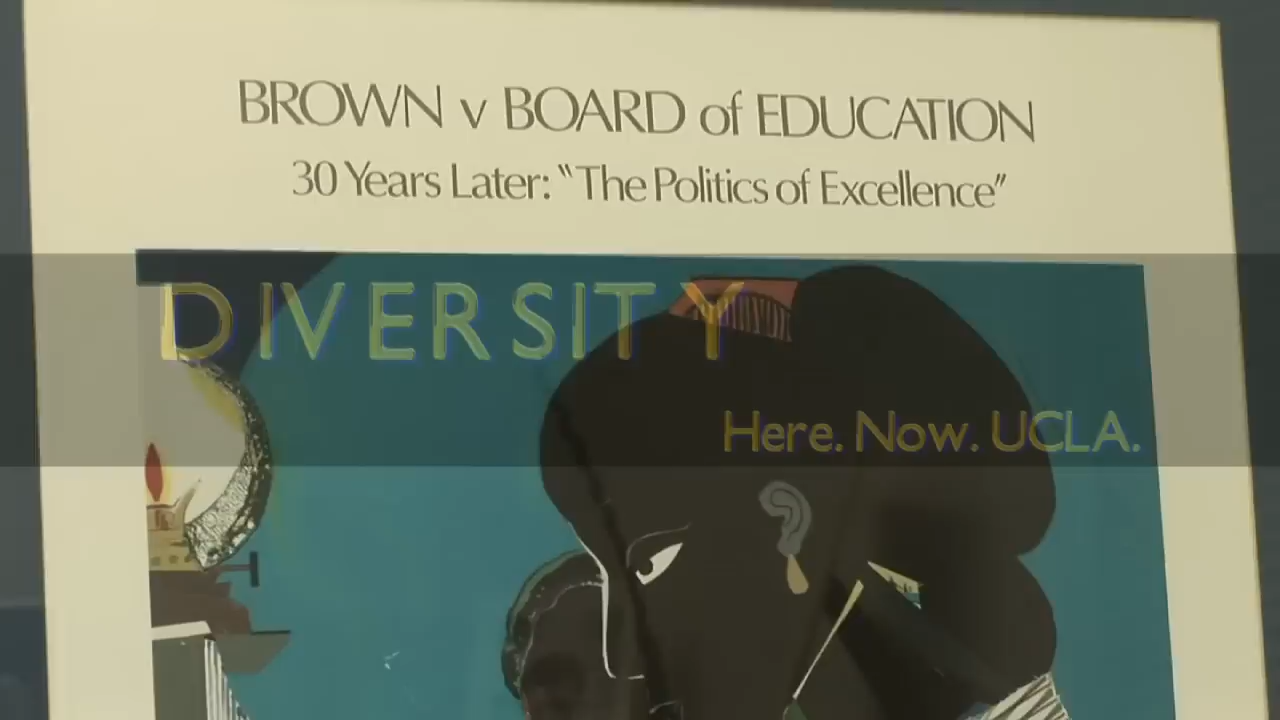 BROWN v BOARD of EDUCATION
30 Years Later: "The Politics of Excellence"
DIVERSITY
Here. Now. UCLA.